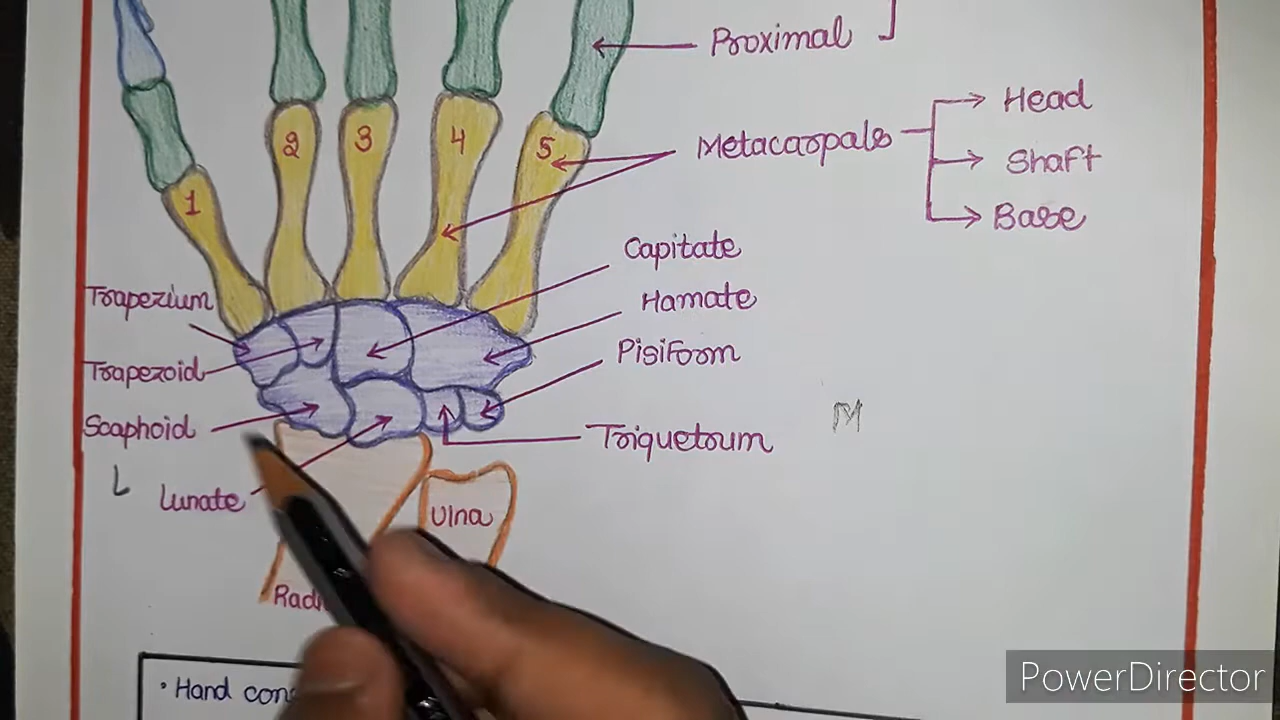 Proximal
Head
Metacarpals
Shaft
Base
1
2
3
4
5
Capitate
Hamate
Pisiform
Triquetrum
Trapezium
Trapezoid
Scaphoid
Lunate
L
M
Ulna
• Hand
PowerDirector